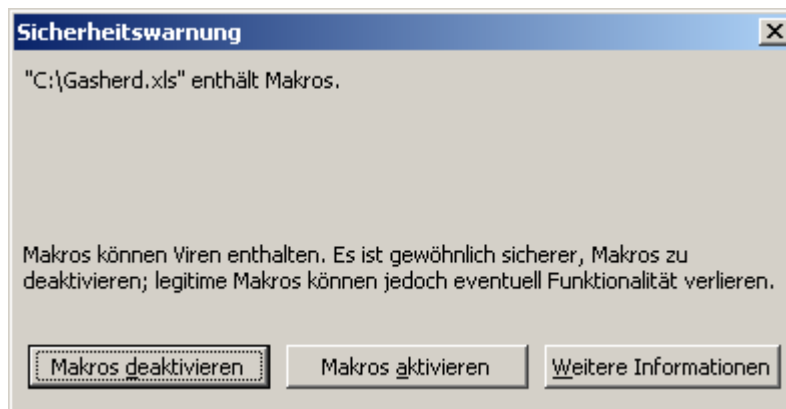 Sicherheitswarnung
"C:\Gasherd.xls" enthält Makros.
Makros können Viren enthalten. Es ist gewöhnlich sicherer, Makros zu
deaktivieren; legitime Makros können jedoch eventuell Funktionalität verlieren.
Makros deaktivieren Makros aktivieren Weitere Informationen